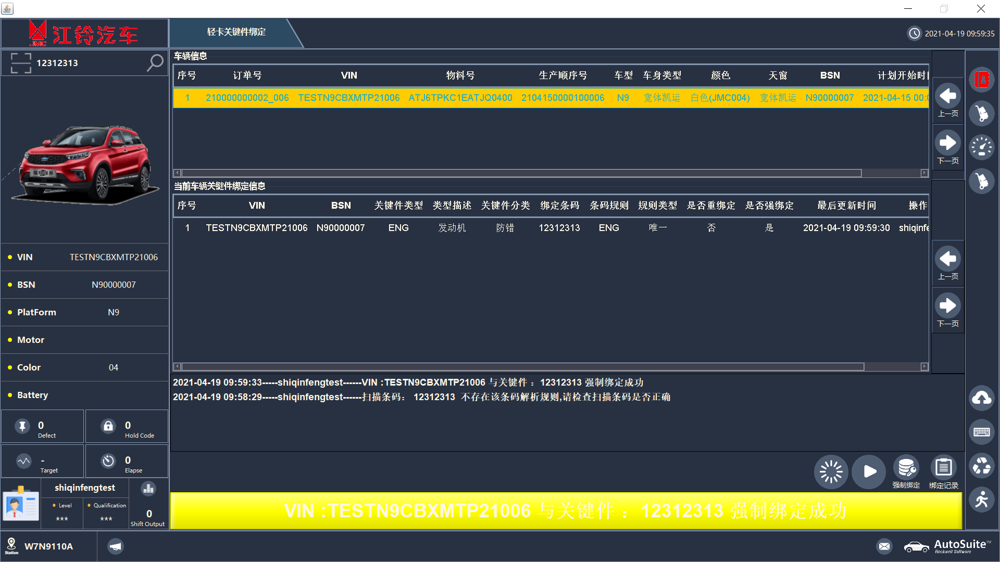 JMC 江铃汽车
轻卡关键件绑定
2021-04-19 09:59:35
12312313
车辆信息
序号 订单号 VIN 物料号 生产顺序号 车型 车身类型 颜色 天窗 BSN 计划开始时
1 210000000002_006 TESTN9CBXMTP21006 ATJ6TPKC1EATJQ0400 2104150000100006 N9 宽体凯运 白色(JMC004) 宽体凯运 N90000007 2021-04-15 00:
上一页
下一页
当前车辆关键件绑定信息
序号 VIN BSN 关键件类型 类型描述 关键件分类 绑定条码 条码规则 规则类型 是否重绑定 是否强绑定 最后更新时间 操作
1 TESTN9CBXMTP21006 N90000007 ENG 发动机 防错 12312313 ENG 唯一 否 是 2021-04-19 09:59:30 shiqinfe
上一页
下一页
VIN TESTN9CBXMTP21006
BSN N90000007
PlatForm N9
Motor
Color 04
Battery
0 Defect
0 Hold Code
- Target
0 Elapse
shiqinfengtest
Level
***
Qualification
***
0
Shift Output
2021-04-19 09:59:33-----shiqinfengtest------VIN :TESTN9CBXMTP21006 与关键件 : 12312313 强制绑定成功
2021-04-19 09:58:29-----shiqinfengtest------扫描条码: 12312313 不存在该条码解析规则,请检查扫描条码是否正确
强制绑定
绑定记录
VIN :TESTN9CBXMTP21006 与关键件 : 12312313 强制绑定成功
Station
W7N9110A
AutoSuite™
Rockwell Software